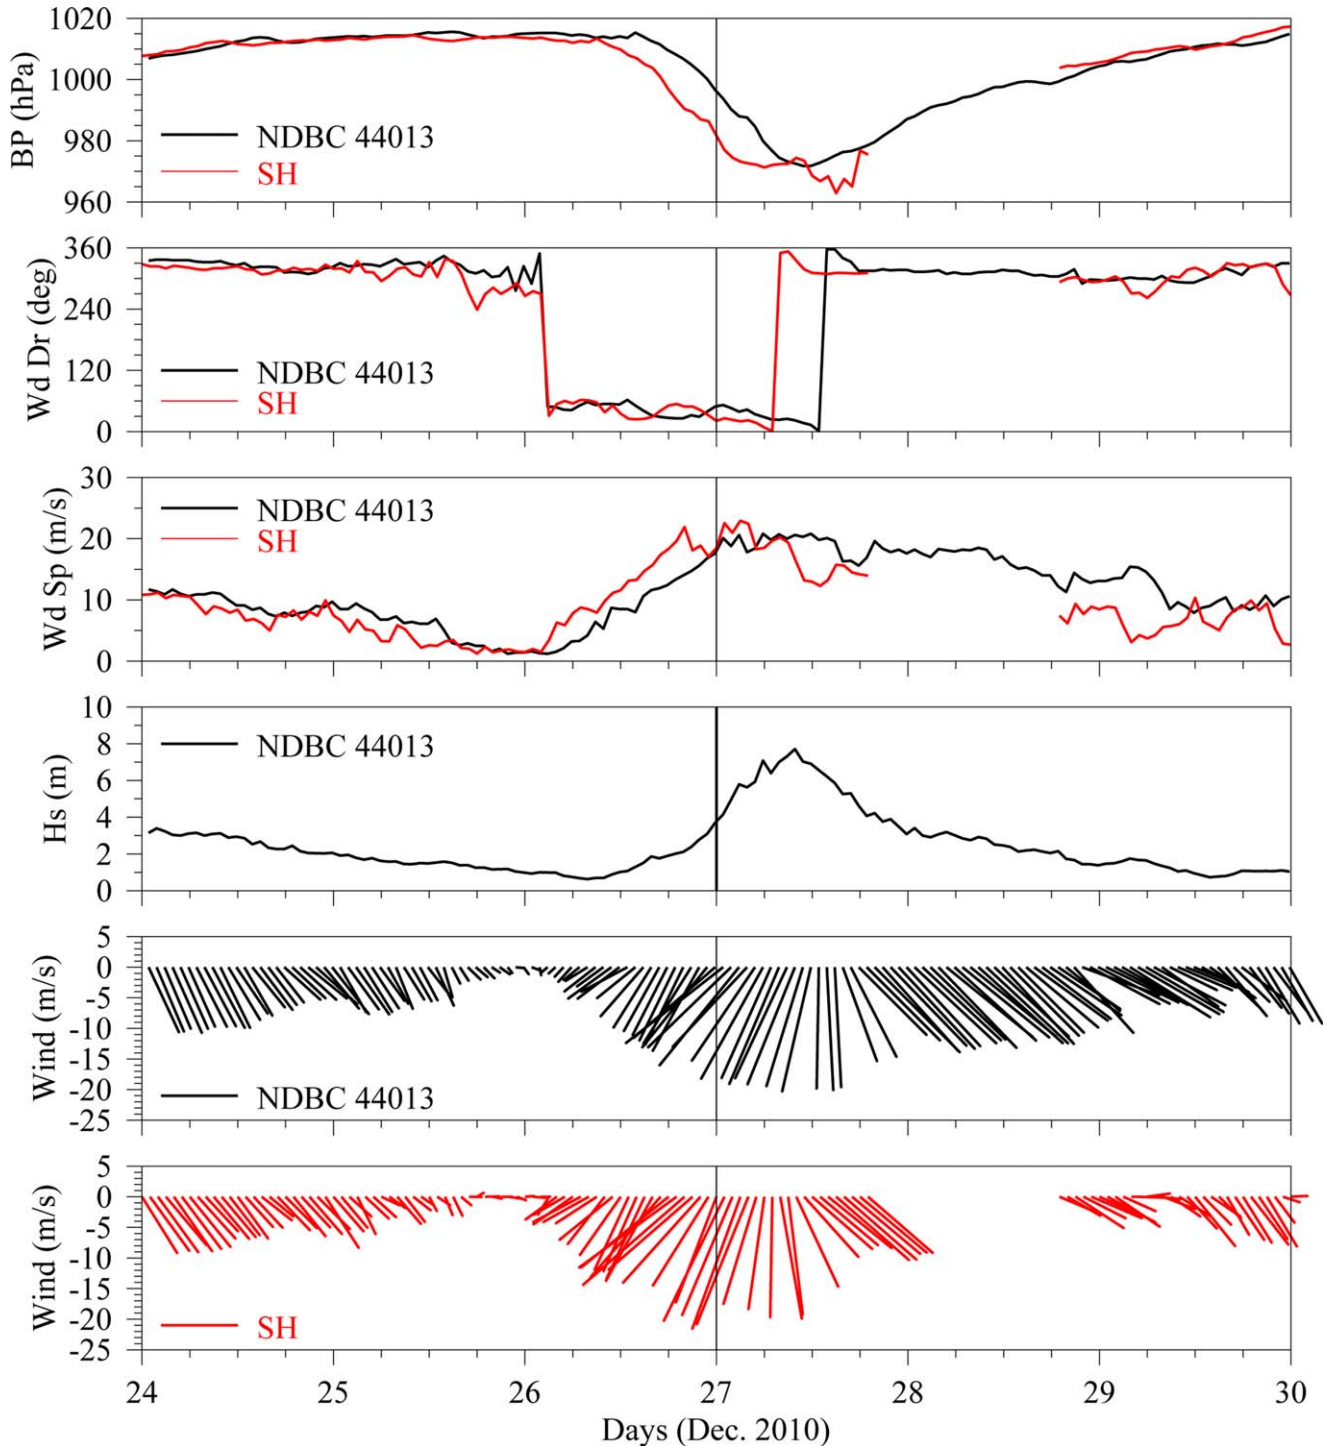 BP (hPa)
1020
1000
980
960
NDBC 44013
SH
Wd Dr (deg)
360
240
120
0
NDBC 44013
SH
Wd Sp (m/s)
30
20
10
0
NDBC 44013
SH
Hs (m)
10
8
6
4
2
0
NDBC 44013
Wind (m/s)
5
0
-5
-10
-15
-20
-25
NDBC 44013
Wind (m/s)
5
0
-5
-10
-15
-20
-25
SH
24 25 26 27 28 29 30
Days (Dec. 2010)